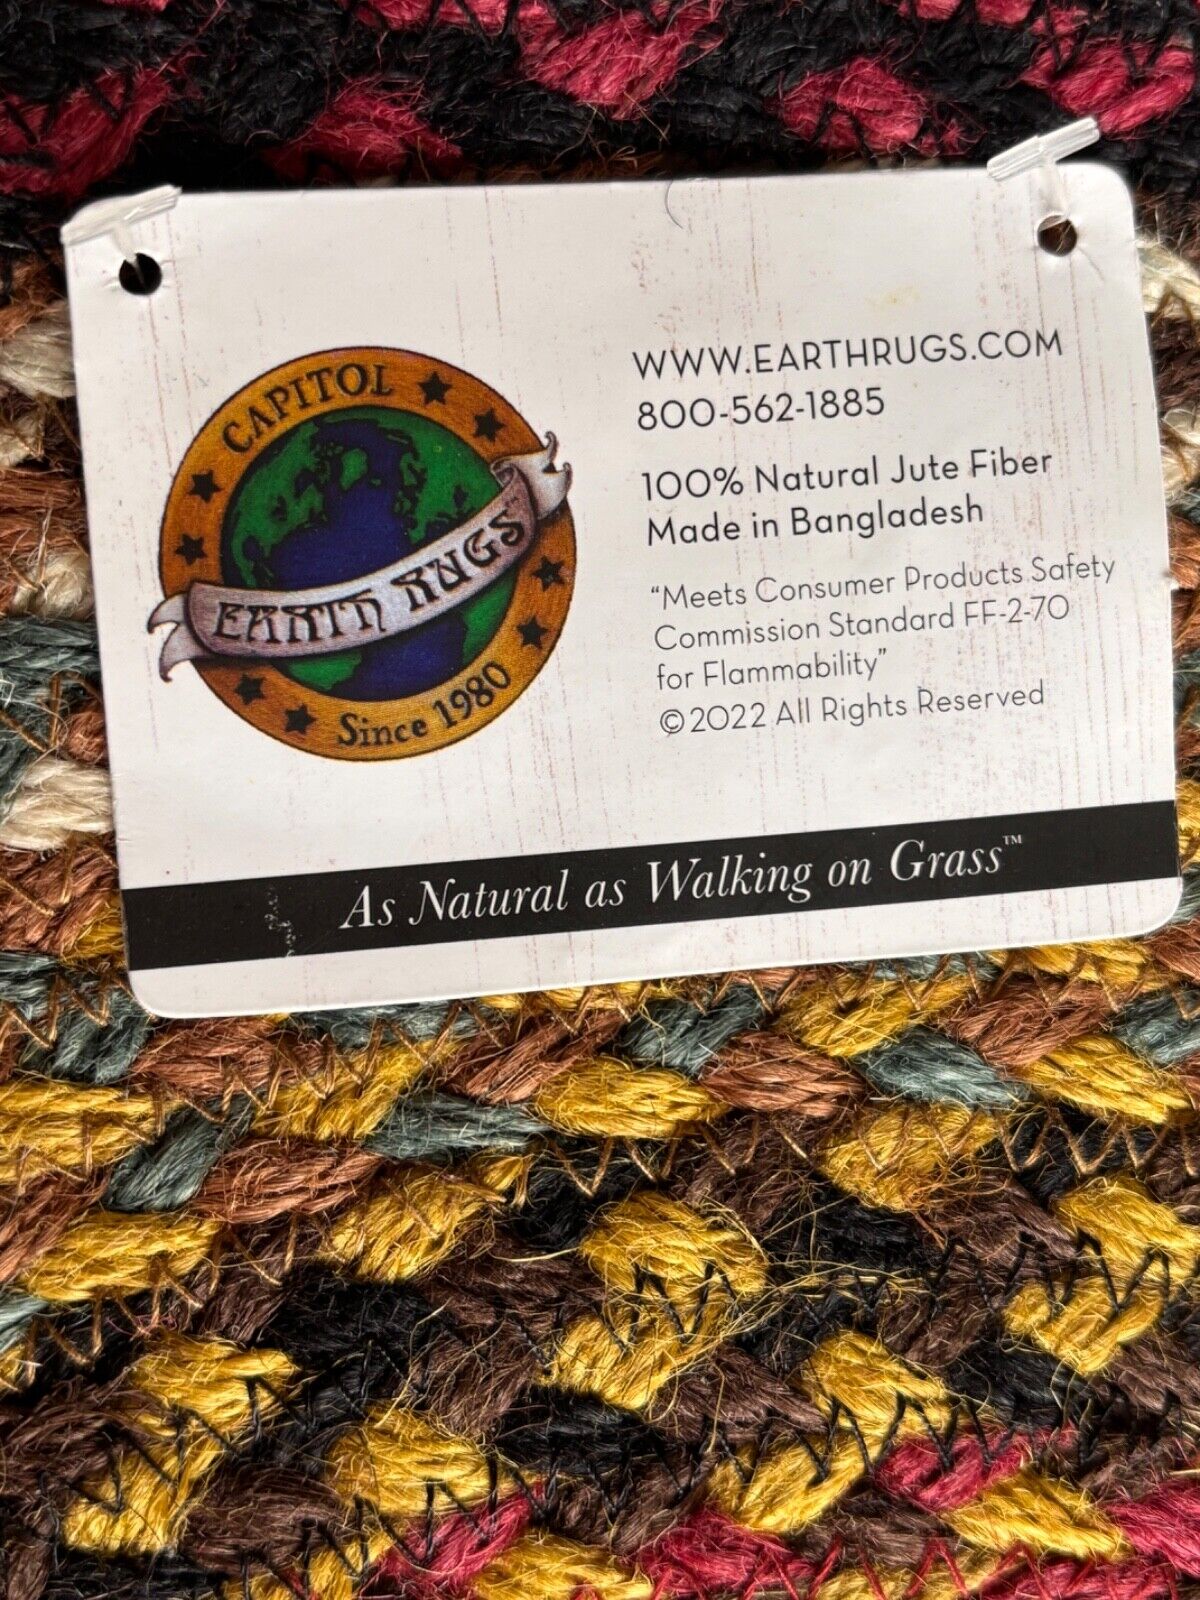 CAPITOL
EARTH RUGS™
Since 1980
WWW.EARTHRUGS.COM
800-562-1885
100% Natural Jute Fiber
Made in Bangladesh
“Meets Consumer Products Safety
Commission Standard FF-2-70
for Flammability”
©2022 All Rights Reserved
As Natural as Walking on Grass™